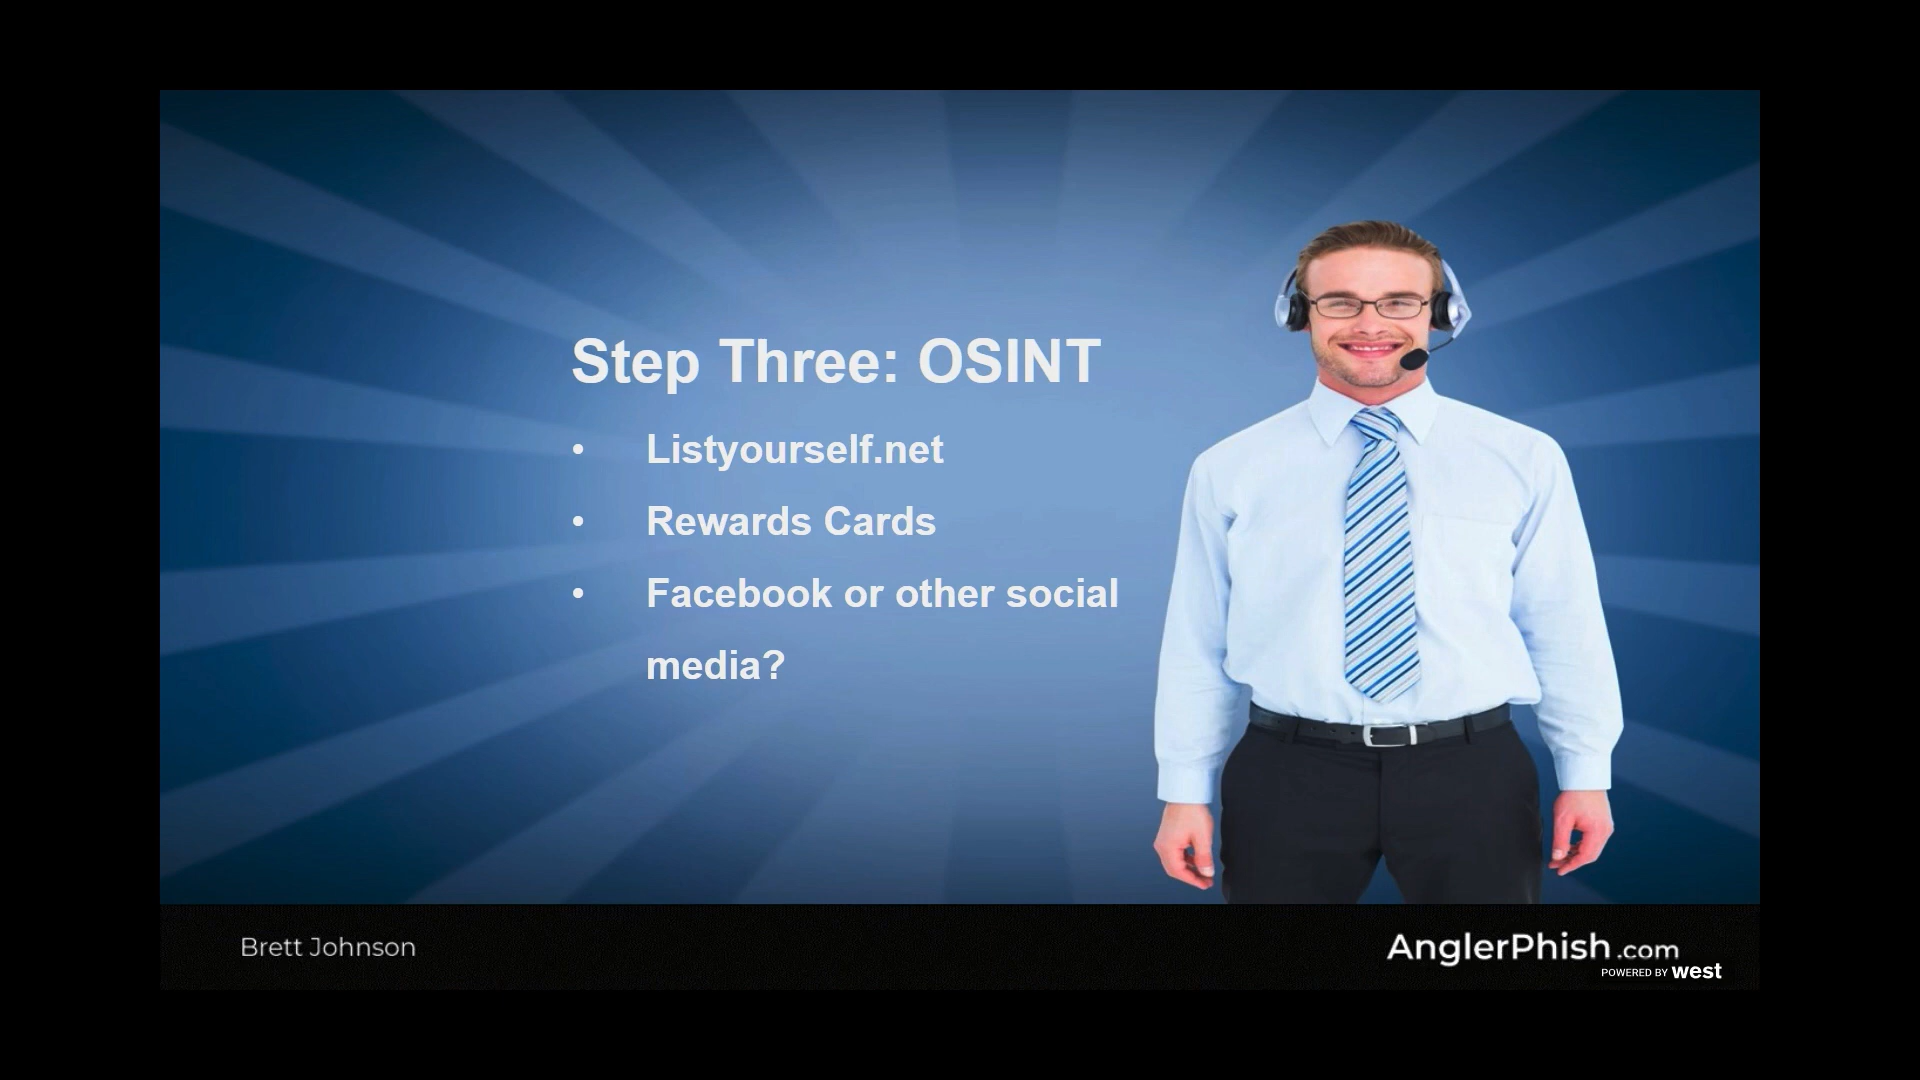 Step Three: OSINT
• Listyourself.net
• Rewards Cards
• Facebook or other social
media?
Brett Johnson
AnglerPhish.com
POWERED BY west